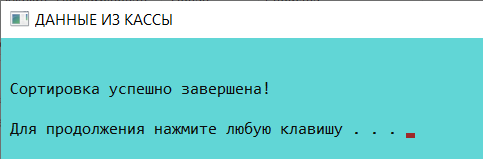 ДАННЫЕ ИЗ КАССЫ
Сортировка успешно завершена!
Для продолжения нажмите любую клавишу . . .